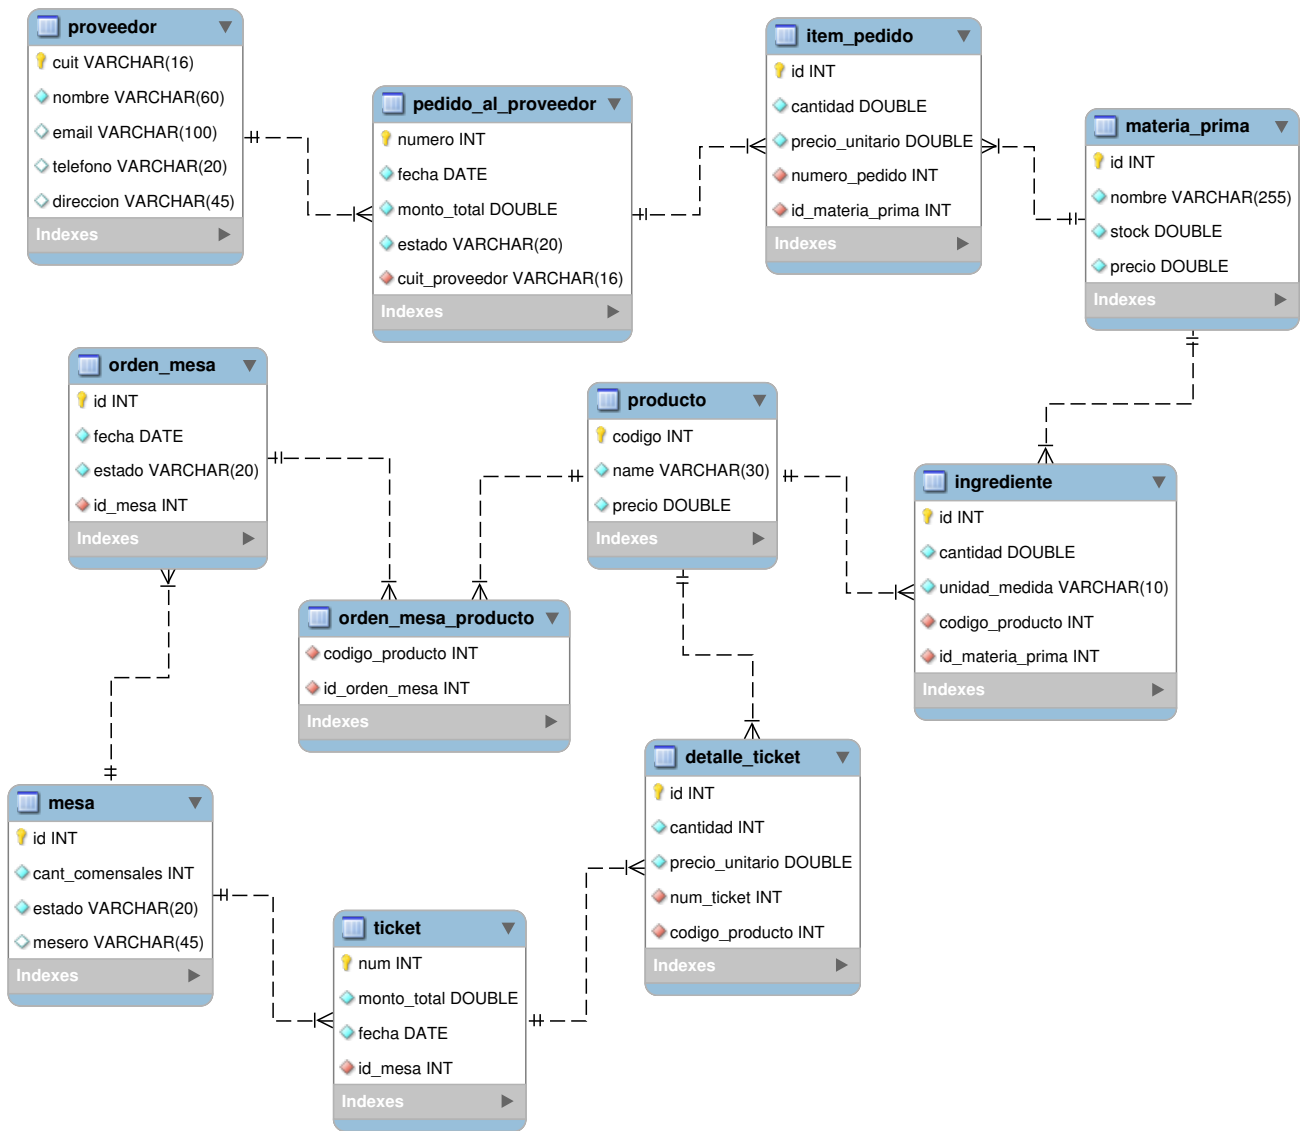 proveedor
cuit VARCHAR(16)
nombre VARCHAR(60)
email VARCHAR(100)
telefono VARCHAR(20)
direccion VARCHAR(45)
Indexes
pedido_al_proveedor
numero INT
fecha DATE
monto_total DOUBLE
estado VARCHAR(20)
cuit_proveedor VARCHAR(16)
Indexes
item_pedido
id INT
cantidad DOUBLE
precio_unitario DOUBLE
numero_pedido INT
id_materia_prima INT
Indexes
materia_prima
id INT
nombre VARCHAR(255)
stock DOUBLE
precio DOUBLE
Indexes
orden_mesa
id INT
fecha DATE
estado VARCHAR(20)
id_mesa INT
Indexes
producto
codigo INT
name VARCHAR(30)
precio DOUBLE
Indexes
ingrediente
id INT
cantidad DOUBLE
unidad_medida VARCHAR(10)
codigo_producto INT
id_materia_prima INT
Indexes
orden_mesa_producto
codigo_producto INT
id_orden_mesa INT
Indexes
detalle_ticket
id INT
cantidad INT
precio_unitario DOUBLE
num_ticket INT
codigo_producto INT
Indexes
mesa
id INT
cant_comensales INT
estado VARCHAR(20)
mesero VARCHAR(45)
Indexes
ticket
num INT
monto_total DOUBLE
fecha DATE
id_mesa INT
Indexes